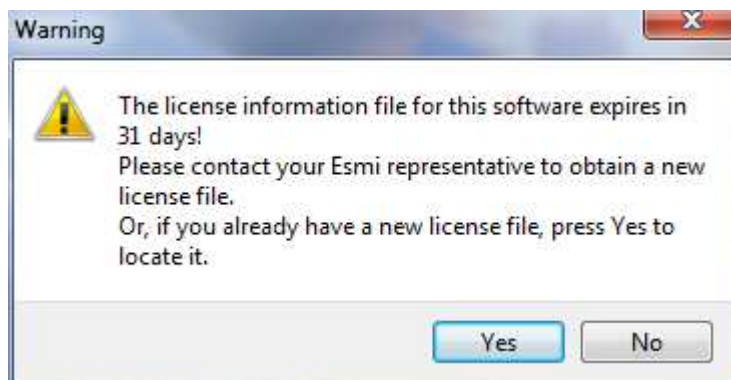 Warning
The license information file for this software expires in
31 days!
Please contact your Esmi representative to obtain a new
license file.
Or, if you already have a new license file, press Yes to
locate it.
Yes
No